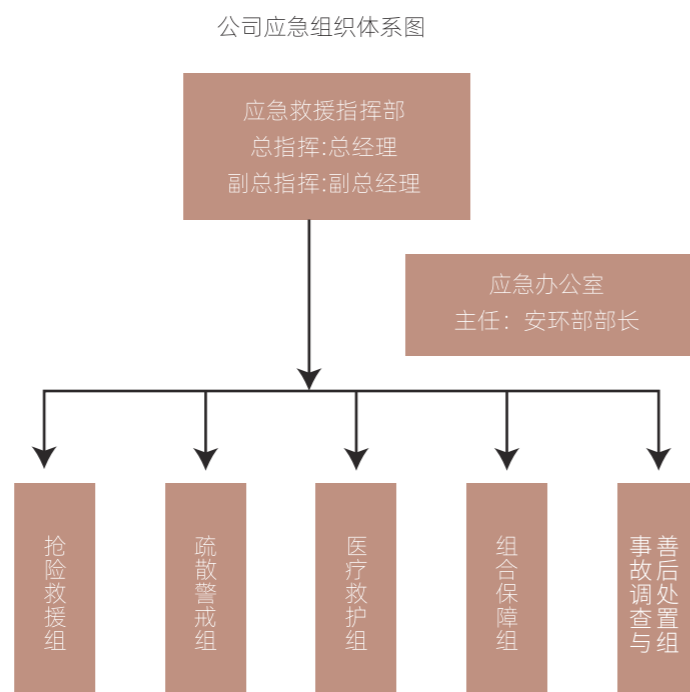 公司应急组织体系图
应急救援指挥部
总指挥:总经理
副总指挥:副总经理
应急办公室
主任：安环部部长
抢险救援组
疏散警戒组
医疗救护组
组合保障组
事故调查与
善后处置组